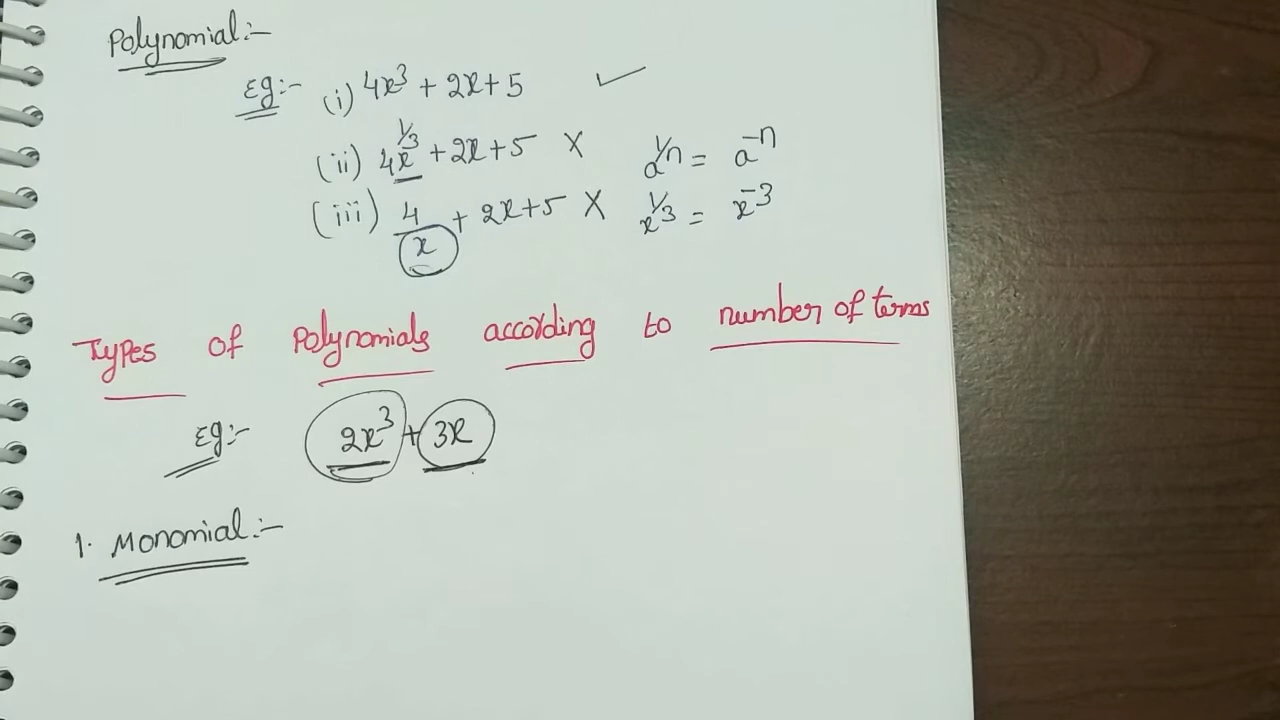 Polynomial:-
Eg:- (i) 4x³ + 2x + 5 ✓
(ii) 4x^1/3 + 2x + 5 X a^1/n = a^-n
(iii) 4/x + 2x + 5 X x^1/3 = x^-3
Types of Polynomials according to number of terms
Eg:- 2x³ + 3x
1. Monomial:-